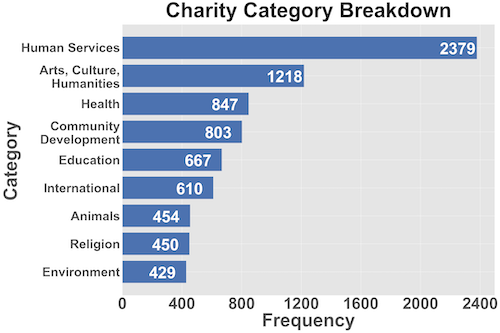 Charity Category Breakdown
Category
Human Services
2379
Arts, Culture,
Humanities
1218
Health
847
Community
Development
803
Education
667
International
610
Animals
454
Religion
450
Environment
429
0 400 800 1200 1600 2000 2400
Frequency